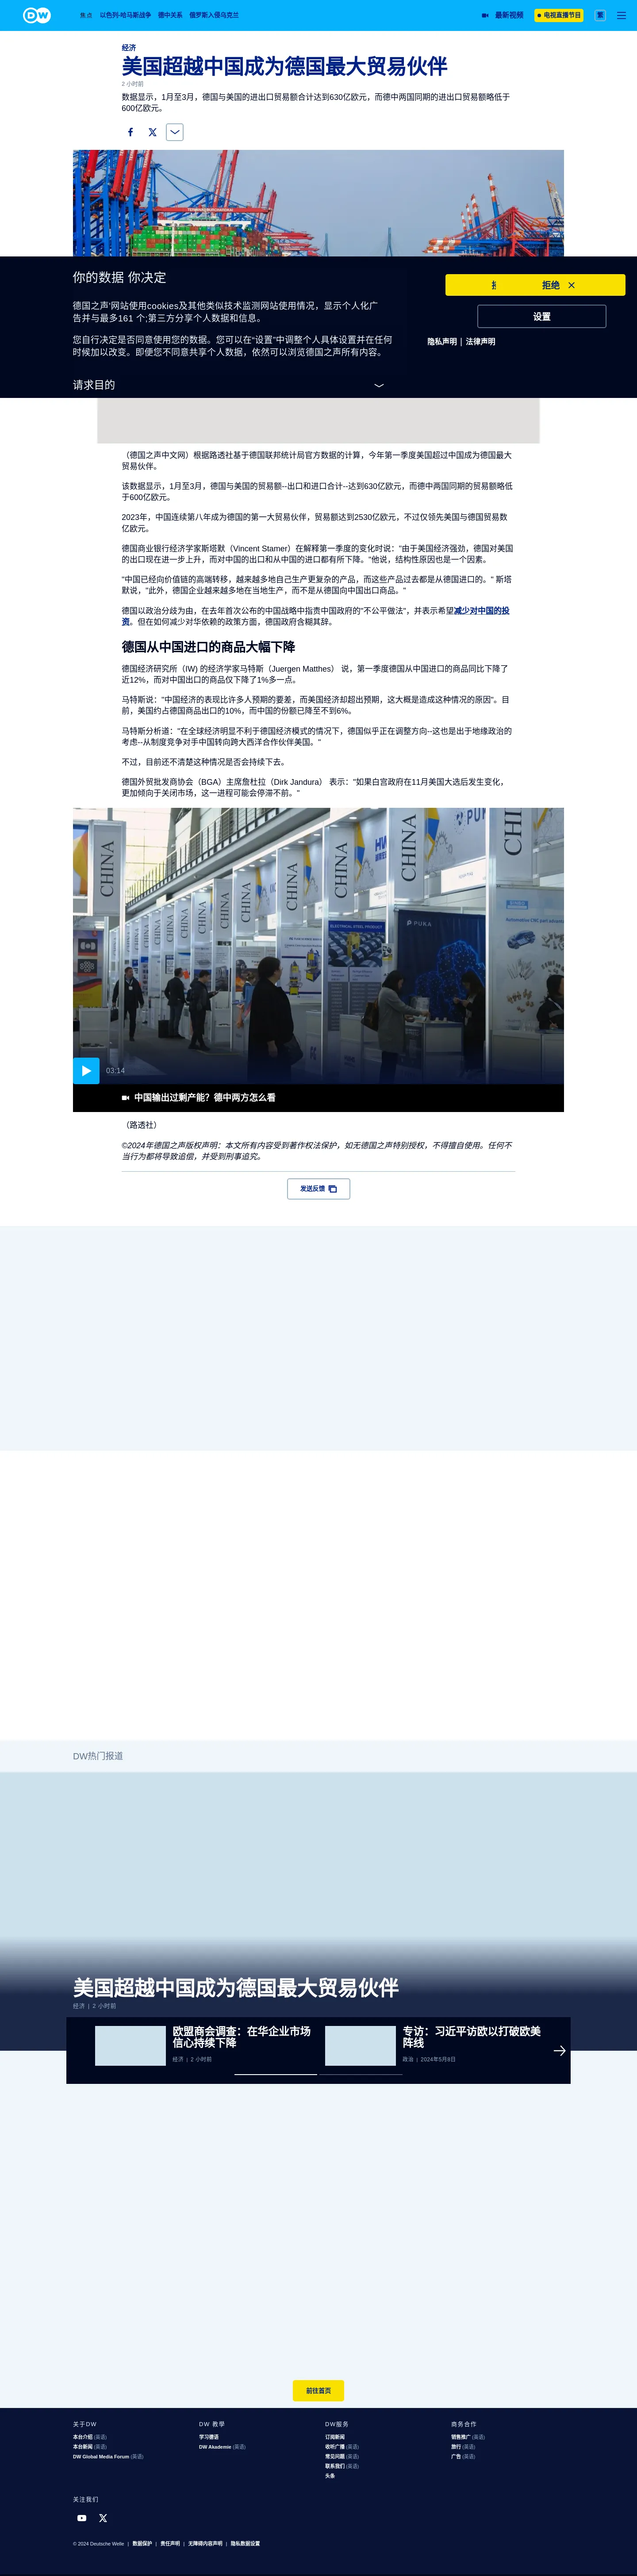 DW
焦点 以色列-哈马斯战争 德中关系 俄罗斯入侵乌克兰
最新视频 电视直播节目 繁
经济
美国超越中国成为德国最大贸易伙伴
2 小时前
数据显示，1月至3月，德国与美国的进出口贸易额合计达到630亿欧元，而德中两国同期的进出口贸易额略低于
600亿欧元。
你的数据 你决定
德国之声'网站使用cookies及其他类似技术监测网站使用情况，显示个人化广
告并与最多161 个;第三方分享个人数据和信息。
您自行决定是否同意使用您的数据。您可以在"设置"中调整个人具体设置并在任何
时候加以改变。即便您不同意共享个人数据，依然可以浏览德国之声所有内容。
请求目的
拒绝
设置
隐私声明 | 法律声明
（德国之声中文网）根据路透社基于德国联邦统计局官方数据的计算，今年第一季度美国超过中国成为德国最大
贸易伙伴。
该数据显示，1月至3月，德国与美国的贸易额--出口和进口合计--达到630亿欧元，而德中两国同期的贸易额略低
于600亿欧元。
2023年，中国连续第八年成为德国的第一大贸易伙伴，贸易额达到2530亿欧元，不过仅领先美国与德国贸易数
亿欧元。
德国商业银行经济学家斯塔默（Vincent Stamer）在解释第一季度的变化时说："由于美国经济强劲，德国对美国
的出口现在进一步上升，而对中国的出口和从中国的进口都有所下降。"他说，结构性原因也是一个因素。
"中国已经向价值链的高端转移，越来越多地自己生产更复杂的产品，而这些产品过去都是从德国进口的。" 斯塔
默说，"此外，德国企业越来越多地在当地生产，而不是从德国向中国出口商品。"
德国以政治分歧为由，在去年首次公布的中国战略中指责中国政府的"不公平做法"，并表示希望减少对中国的投
资。但在如何减少对华依赖的政策方面，德国政府含糊其辞。
德国从中国进口的商品大幅下降
德国经济研究所（IW) 的经济学家马特斯（Juergen Matthes） 说，第一季度德国从中国进口的商品同比下降了
近12%，而对中国出口的商品仅下降了1%多一点。
马特斯说："中国经济的表现比许多人预期的要差，而美国经济却超出预期，这大概是造成这种情况的原因"。目
前，美国约占德国商品出口的10%，而中国的份额已降至不到6%。
马特斯分析道："在全球经济明显不利于德国经济模式的情况下，德国似乎正在调整方向--这也是出于地缘政治的
考虑--从制度竞争对手中国转向跨大西洋合作伙伴美国。"
不过，目前还不清楚这种情况是否会持续下去。
德国外贸批发商协会（BGA）主席詹杜拉（Dirk Jandura） 表示："如果白宫政府在11月美国大选后发生变化，
更加倾向于关闭市场，这一进程可能会停滞不前。"
CHINA
CHINA
CHINA
CHINA
CHINA
CHINA
CHINA
PURA
03:14
中国输出过剩产能？德中两方怎么看
（路透社）
©2024年德国之声版权声明：本文所有内容受到著作权法保护，如无德国之声特别授权，不得擅自使用。任何不
当行为都将导致追偿，并受到刑事追究。
发送反馈
DW热门报道
美国超越中国成为德国最大贸易伙伴
经济 | 2 小时前
欧盟商会调查：在华企业市场
信心持续下降
经济 | 2 小时前
专访：习近平访欧以打破欧美
阵线
政治 | 2024年5月8日
前往首页
关于DW
本台介绍 (英语)
本台新闻 (英语)
DW Global Media Forum (英语)
DW 教學
学习德语
DW Akademie (英语)
DW服务
订阅新闻
收听广播 (英语)
常见问题 (英语)
联系我们 (英语)
头条
商务合作
销售推广 (英语)
旅行 (英语)
广告 (英语)
关注我们
© 2024 Deutsche Welle | 数据保护 | 责任声明 | 无障碍内容声明 | 隐私数据设置